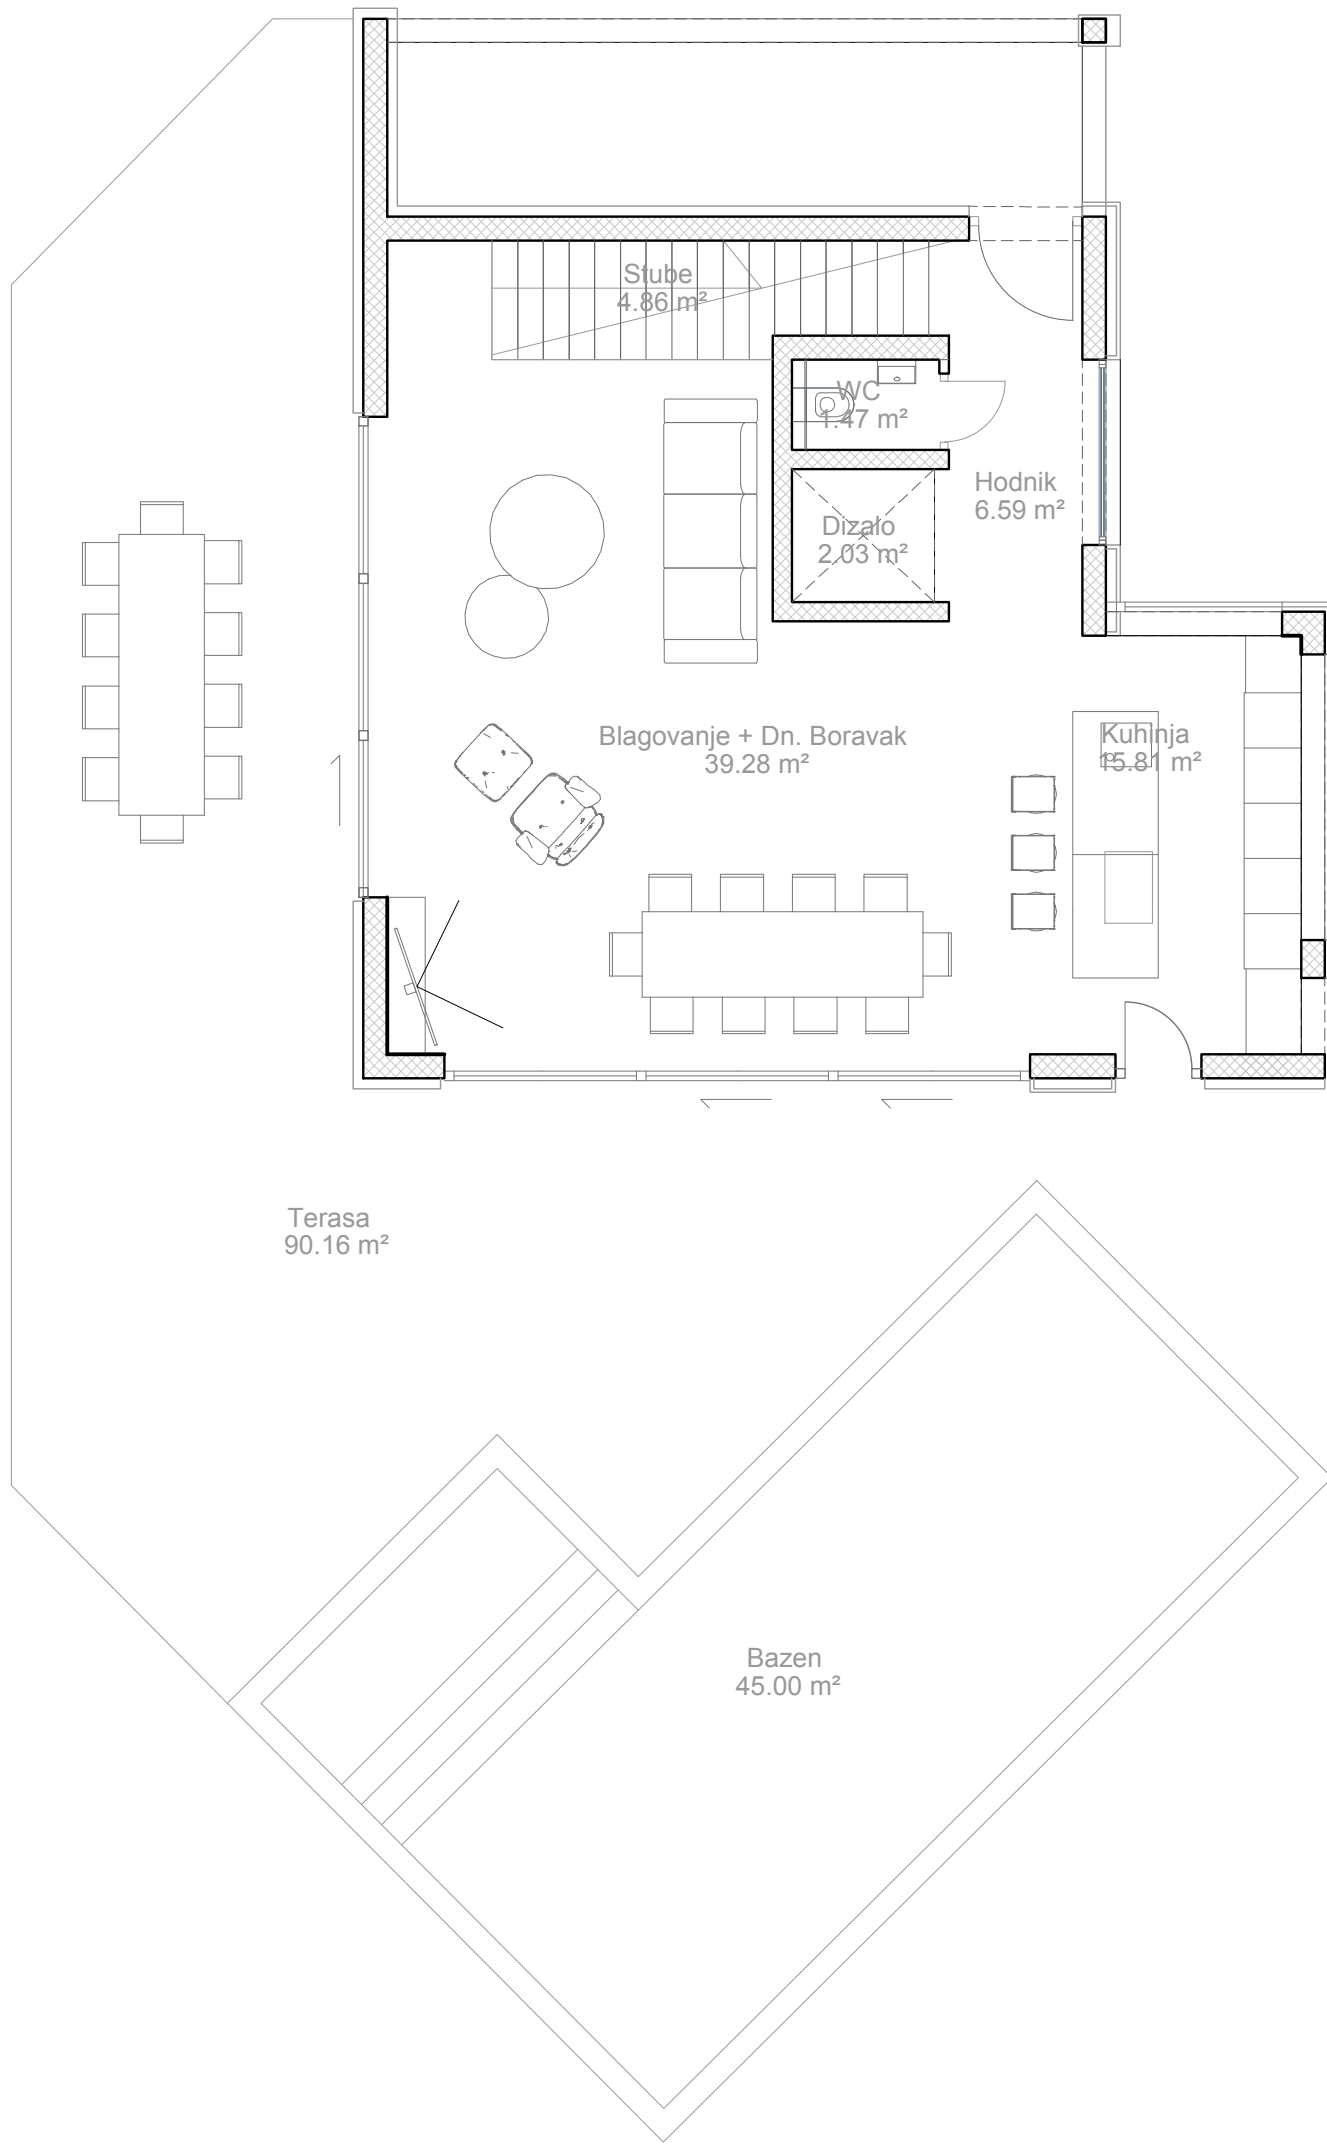 Stube
4.86 m²
WC
1.47 m²
Hodnik
6.59 m²
Dizalo
2.03 m²
Blagovanje + Dn. Boravak
39.28 m²
Kuhinja
15.81 m²
Terasa
90.16 m²
Bazen
45.00 m²